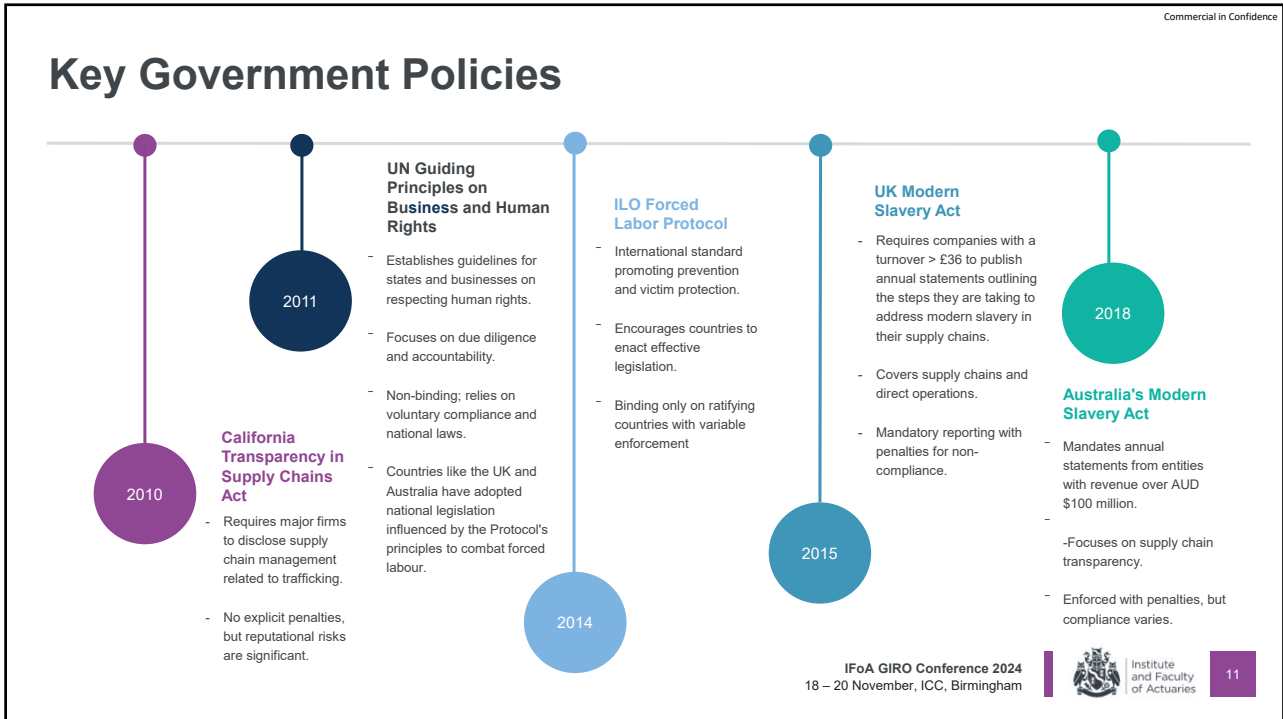 Commercial in Confidence
Key Government Policies
2010
California
Transparency in
Supply Chains
Act
- Requires major firms
to disclose supply
chain management
related to trafficking.
- No explicit penalties,
but reputational risks
are significant.
2011
UN Guiding
Principles on
Business and Human
Rights
- Establishes guidelines for
states and businesses on
respecting human rights.
- Focuses on due diligence
and accountability.
- Non-binding; relies on
voluntary compliance and
national laws.
- Countries like the UK and
Australia have adopted
national legislation
influenced by the Protocol's
principles to combat forced
labour.
2014
ILO Forced
Labor Protocol
- International standard
promoting prevention
and victim protection.
- Encourages countries to
enact effective
legislation.
- Binding only on ratifying
countries with variable
enforcement
2015
UK Modern
Slavery Act
- Requires companies with a
turnover > £36 to publish
annual statements outlining
the steps they are taking to
address modern slavery in
their supply chains.
- Covers supply chains and
direct operations.
- Mandatory reporting with
penalties for non-
compliance.
2018
Australia's Modern
Slavery Act
- Mandates annual
statements from entities
with revenue over AUD
$100 million.
-
-Focuses on supply chain
transparency.
- Enforced with penalties, but
compliance varies.
IFoA GIRO Conference 2024
18 – 20 November, ICC, Birmingham
Institute
and Faculty
of Actuaries
11